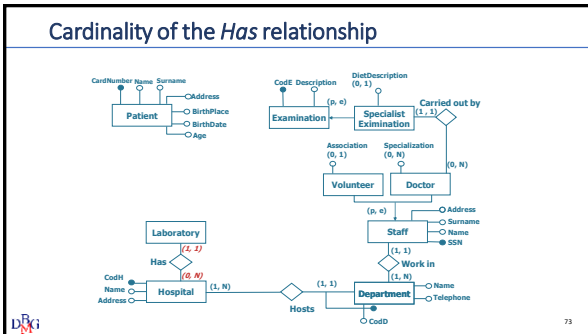 Cardinality of the Has relationship
CardNumber Name Surname
Address
BirthPlace
BirthDate
Age
Patient
CodE Description
DietDescription
(0, 1)
Examination
(p, e)
Specialist
Eximination
(1 , 1)
Carried out by
(0, N)
Association
(0, 1)
Specialization
(0, N)
Volunteer
Doctor
(p, e)
Address
Surname
Name
SSN
Staff
(1, 1)
Work in
(1, N)
Laboratory
(1, 1)
Has
(0, N)
CodH
Name
Address
Hospital
(1, N)
Hosts
(1, 1)
Department
Name
Telephone
CodD
DBMG
73